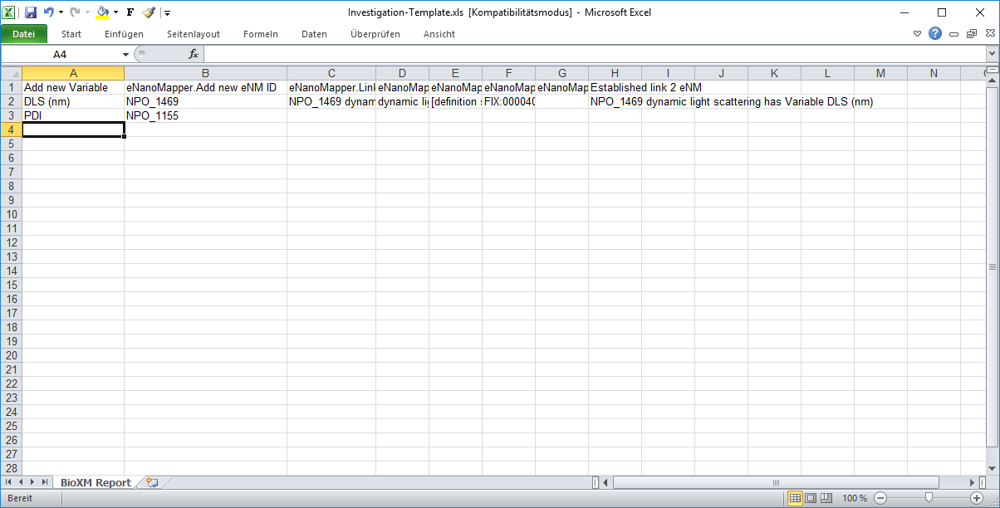 Investigation-Template.xls [Kompatibilitätsmodus] - Microsoft Excel
Datei Start Einfügen Seitenlayout Formeln Daten Überprüfen Ansicht
A4 fx
A B C D E F G H I J K L M N
1 Add new Variable eNanoMapper.Add new eNM ID eNanoMapper.Linl eNanoMap eNanoMap eNanoMap eNanoMap Established link 2 eNM
2 DLS (nm) NPO_1469 NPO_1469 dynam dynamic lig [definition s FIX:000040 NPO_1469 dynamic light scattering has Variable DLS (nm)
3 PDI NPO_1155
4
5
6
7
8
9
10
11
12
13
14
15
16
17
18
19
20
21
22
23
24
25
26
27
28
BioXM Report
Bereit 100 %